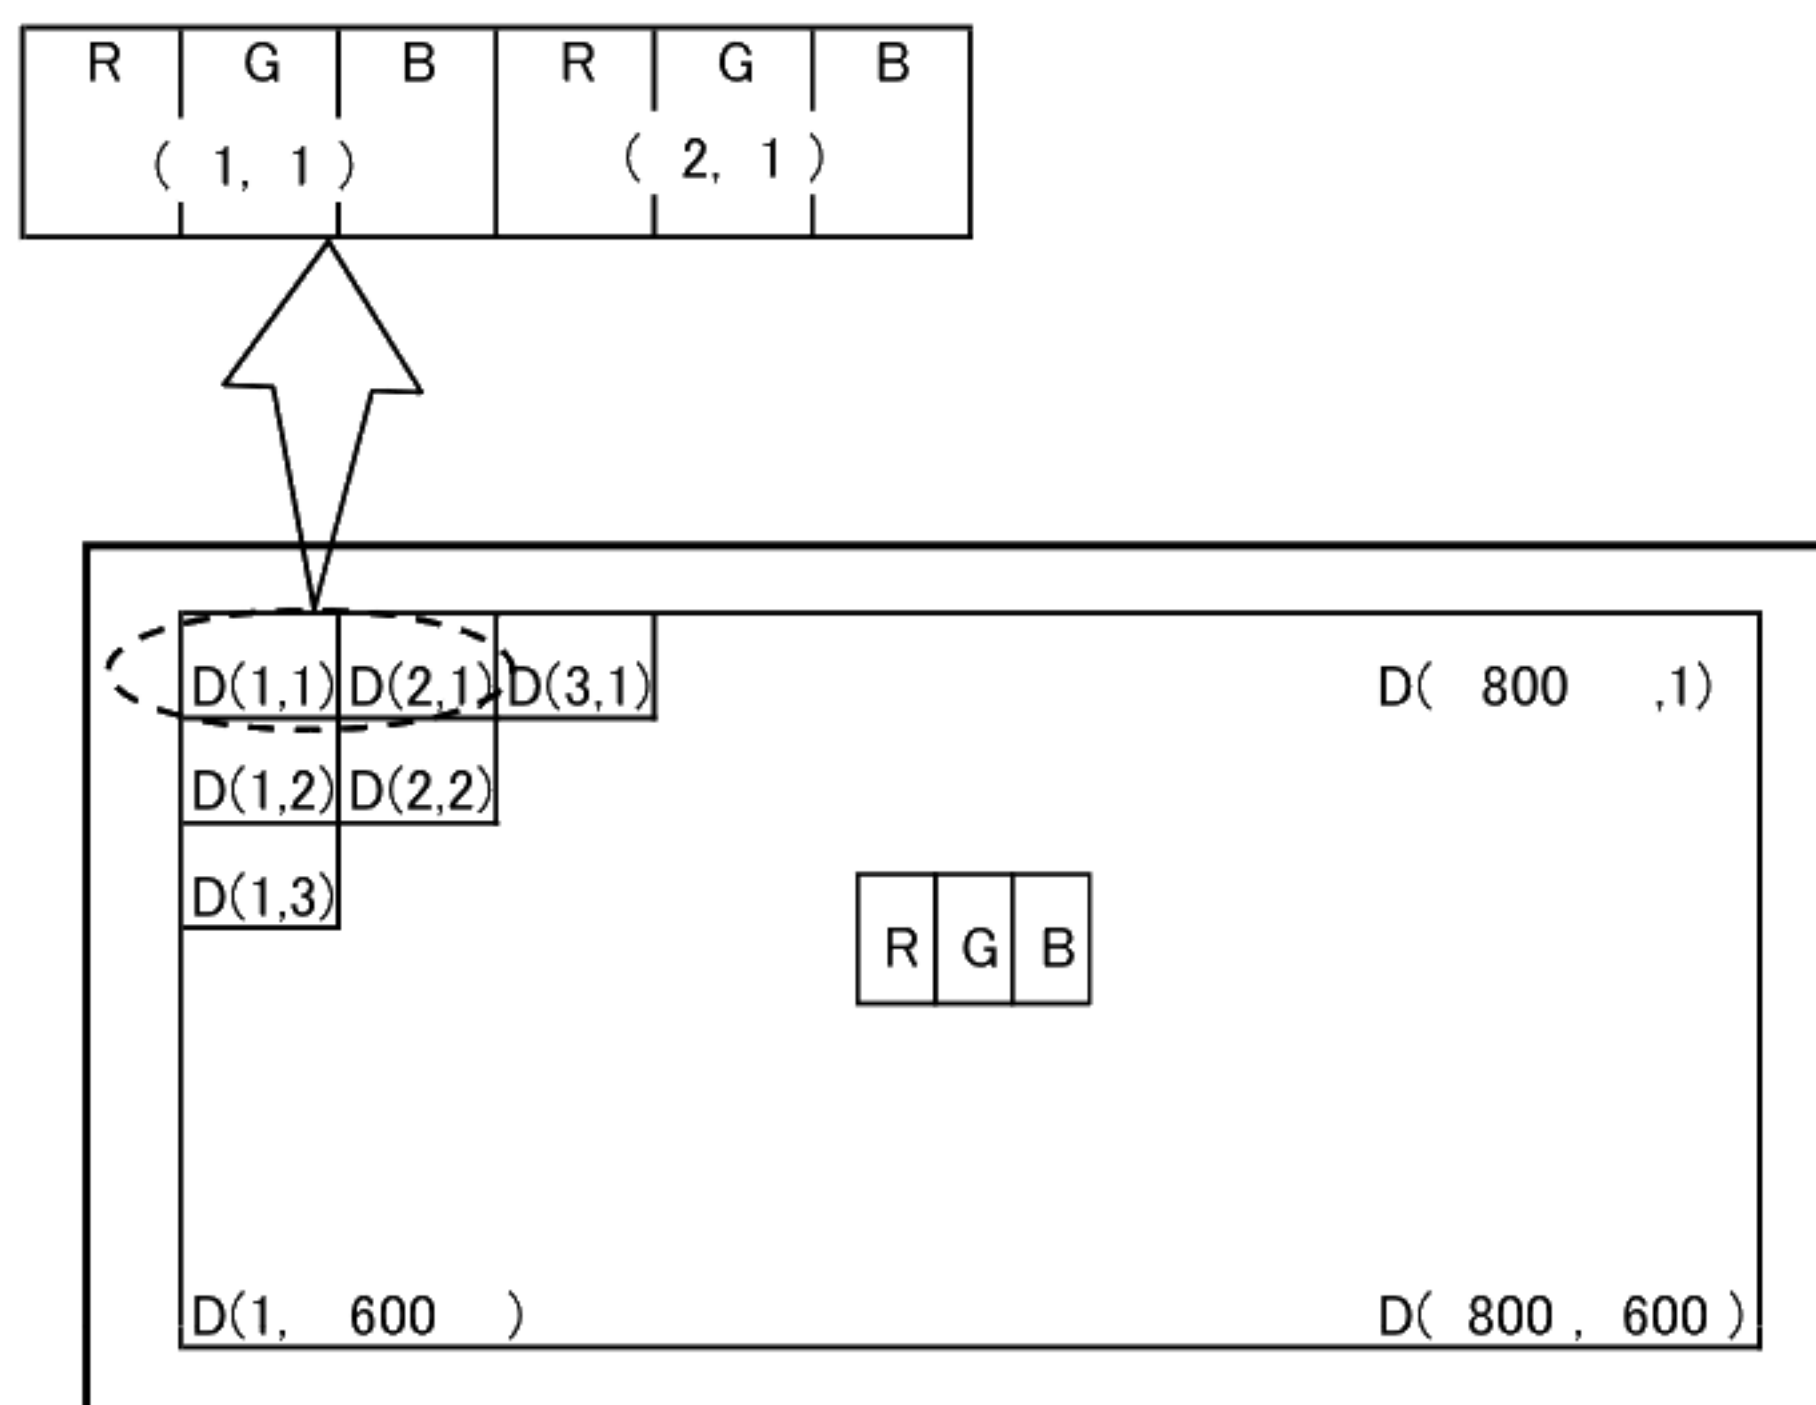 R G B R G B
( 1, 1 ) ( 2, 1 )
D(1,1) D(2,1) D(3,1) D( 800 ,1)
D(1,2) D(2,2)
D(1,3)
R G B
D(1, 600 ) D( 800 , 600 )